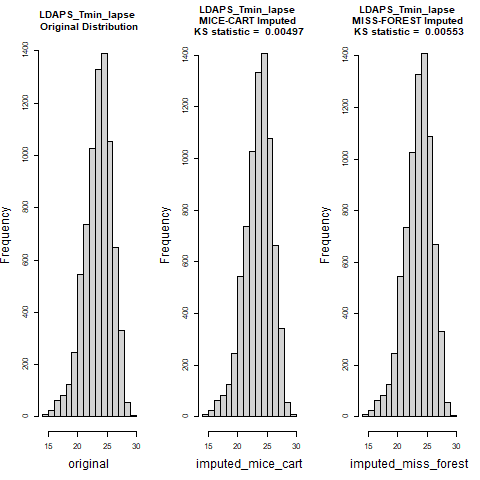 LDAPS_Tmin_lapse
Original Distribution
Frequency
0
200
400
600
800
1000
1200
1400
15
20
25
30
original
LDAPS_Tmin_lapse
MICE-CART Imputed
KS statistic = 0.00497
Frequency
0
200
400
600
800
1000
1200
1400
15
20
25
30
imputed_mice_cart
LDAPS_Tmin_lapse
MISS-FOREST Imputed
KS statistic = 0.00553
Frequency
0
200
400
600
800
1000
1200
1400
15
20
25
30
imputed_miss_forest